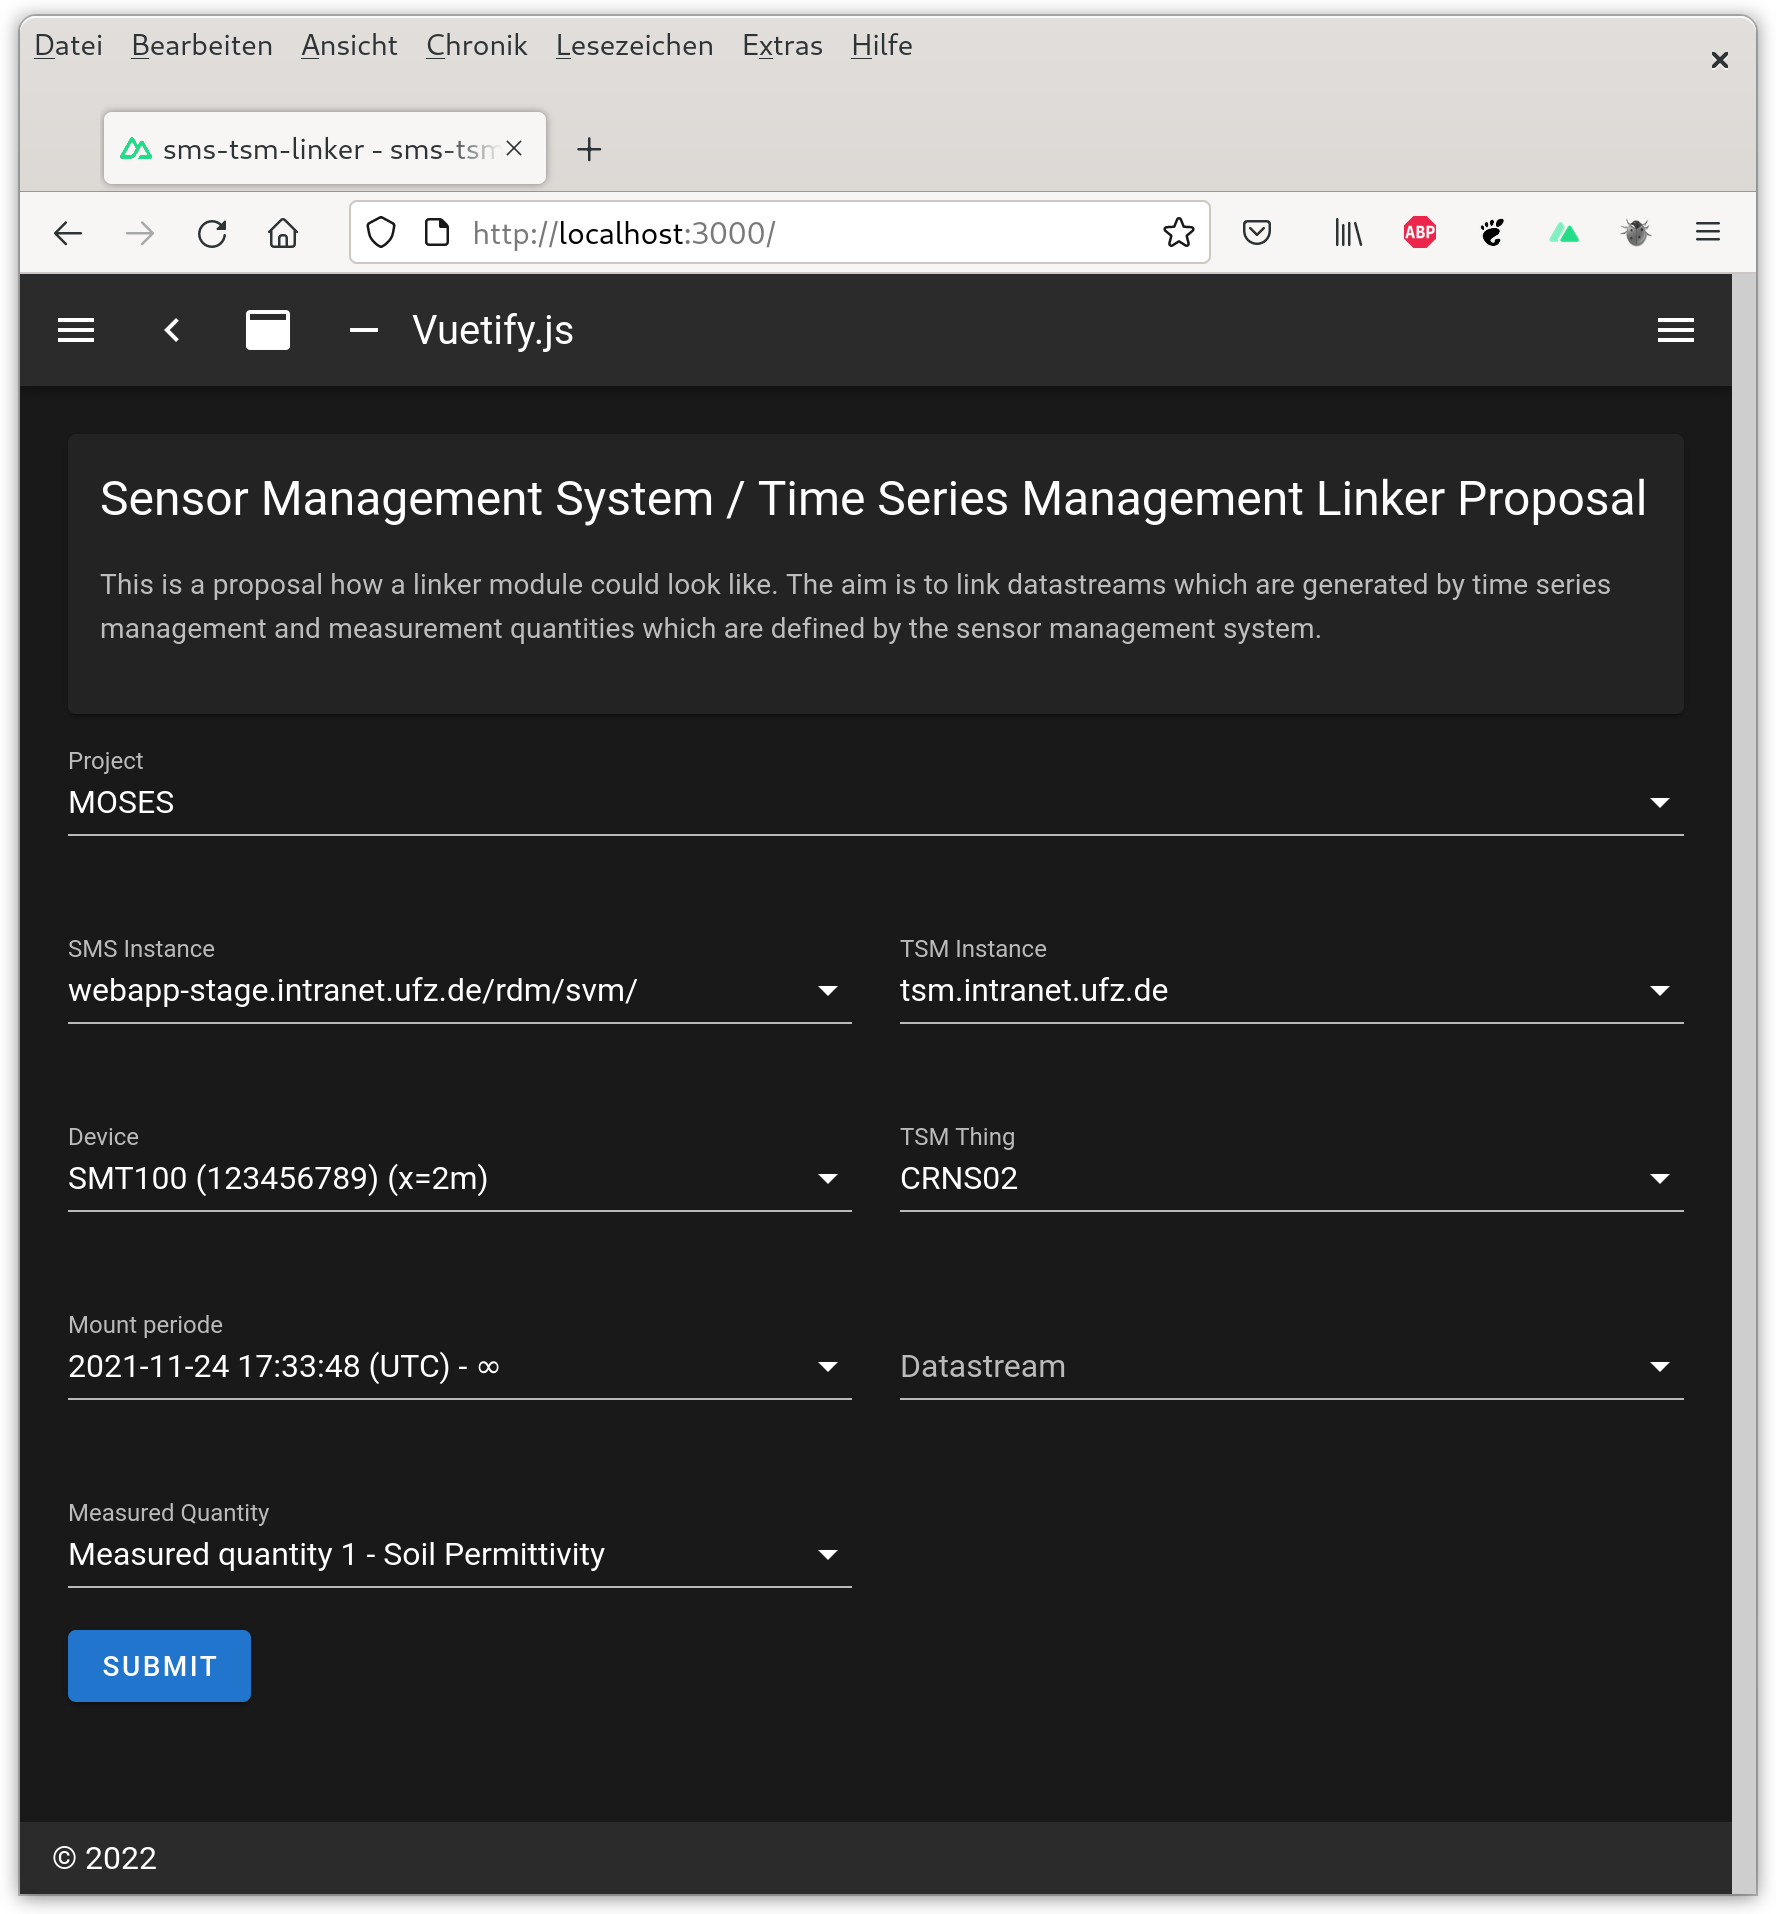 Datei Bearbeiten Ansicht Chronik Lesezeichen Extras Hilfe
sms-tsm-linker - sms-tsm
http://localhost:3000/
ABP
Vuetify.js
Sensor Management System / Time Series Management Linker Proposal
This is a proposal how a linker module could look like. The aim is to link datastreams which are generated by time series
management and measurement quantities which are defined by the sensor management system.
Project
MOSES
SMS Instance
webapp-stage.intranet.ufz.de/rdm/svm/
TSM Instance
tsm.intranet.ufz.de
Device
SMT100 (123456789) (x=2m)
TSM Thing
CRNS02
Mount periode
2021-11-24 17:33:48 (UTC) - ∞
Datastream
Measured Quantity
Measured quantity 1 - Soil Permittivity
SUBMIT
© 2022